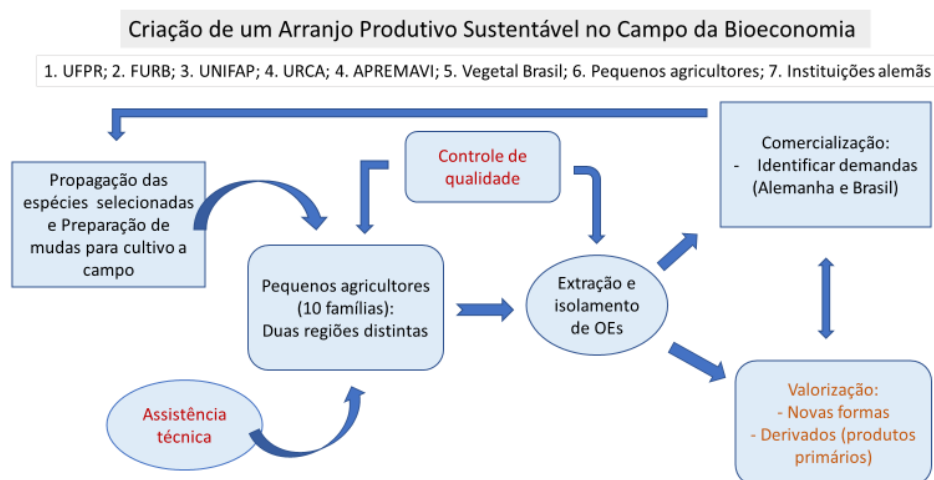 Criação de um Arranjo Produtivo Sustentável no Campo da Bioeconomia
1. UFPR; 2. FURB; 3. UNIFAP; 4. URCA; 4. APREMAVI; 5. Vegetal Brasil; 6. Pequenos agricultores; 7. Instituições alemãs
Propagação das
espécies selecionadas
e Preparação de
mudas para cultivo a
campo
Controle de
qualidade
Comercialização:
- Identificar demandas
(Alemanha e Brasil)
Pequenos agricultores
(10 famílias):
Duas regiões distintas
Extração e
isolamento
de OEs
Assistência
técnica
Valorização:
- Novas formas
- Derivados (produtos
primários)